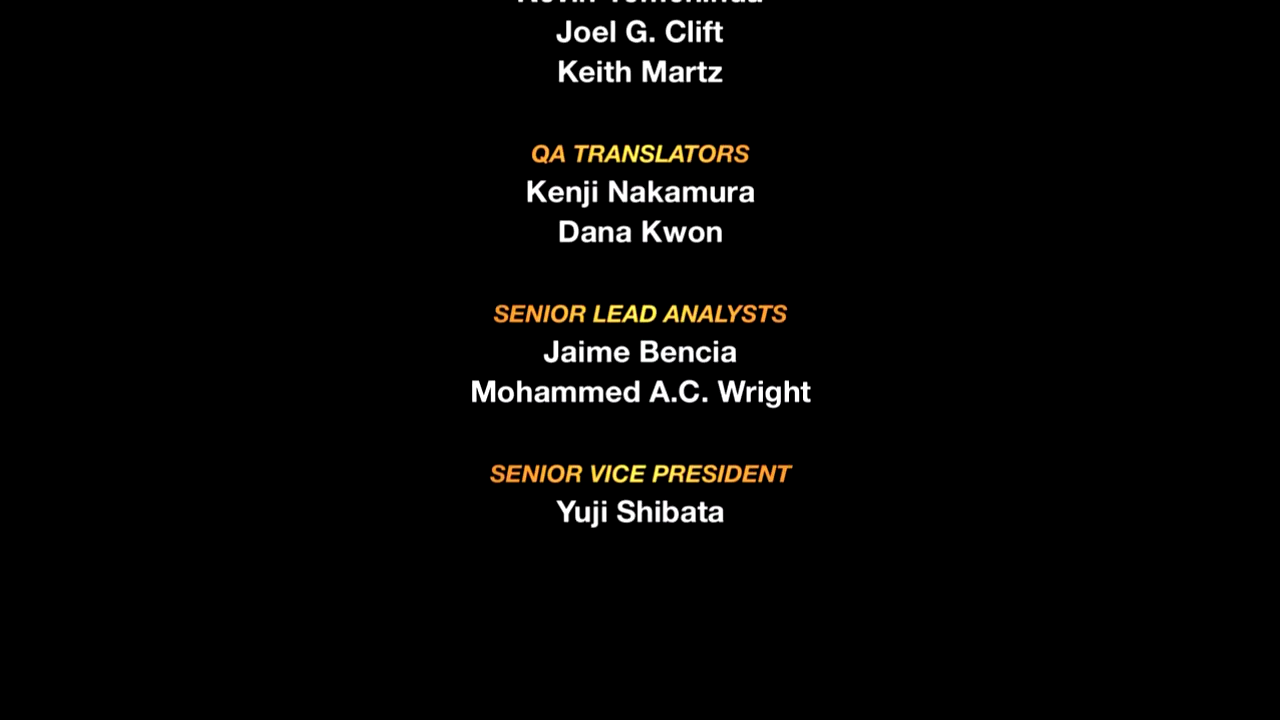 Joel G. Clift
Keith Martz
QA TRANSLATORS
Kenji Nakamura
Dana Kwon
SENIOR LEAD ANALYSTS
Jaime Bencia
Mohammed A.C. Wright
SENIOR VICE PRESIDENT
Yuji Shibata